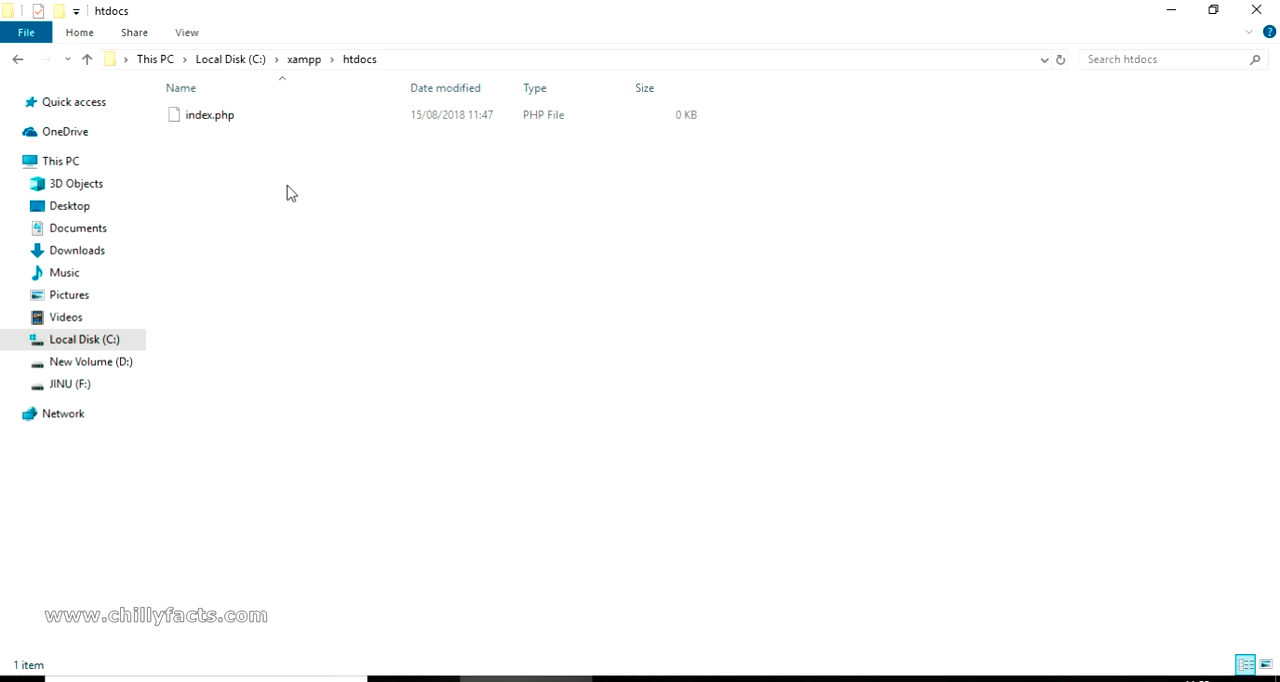 htdocs
File Home Share View
This PC Local Disk (C:) xampp htdocs Search htdocs
Name Date modified Type Size
index.php 15/08/2018 11:47 PHP File 0 KB
Quick access
OneDrive
This PC
3D Objects
Desktop
Documents
Downloads
Music
Pictures
Videos
Local Disk (C:)
New Volume (D:)
JINU (F:)
Network
www.chillyfacts.com
1 item